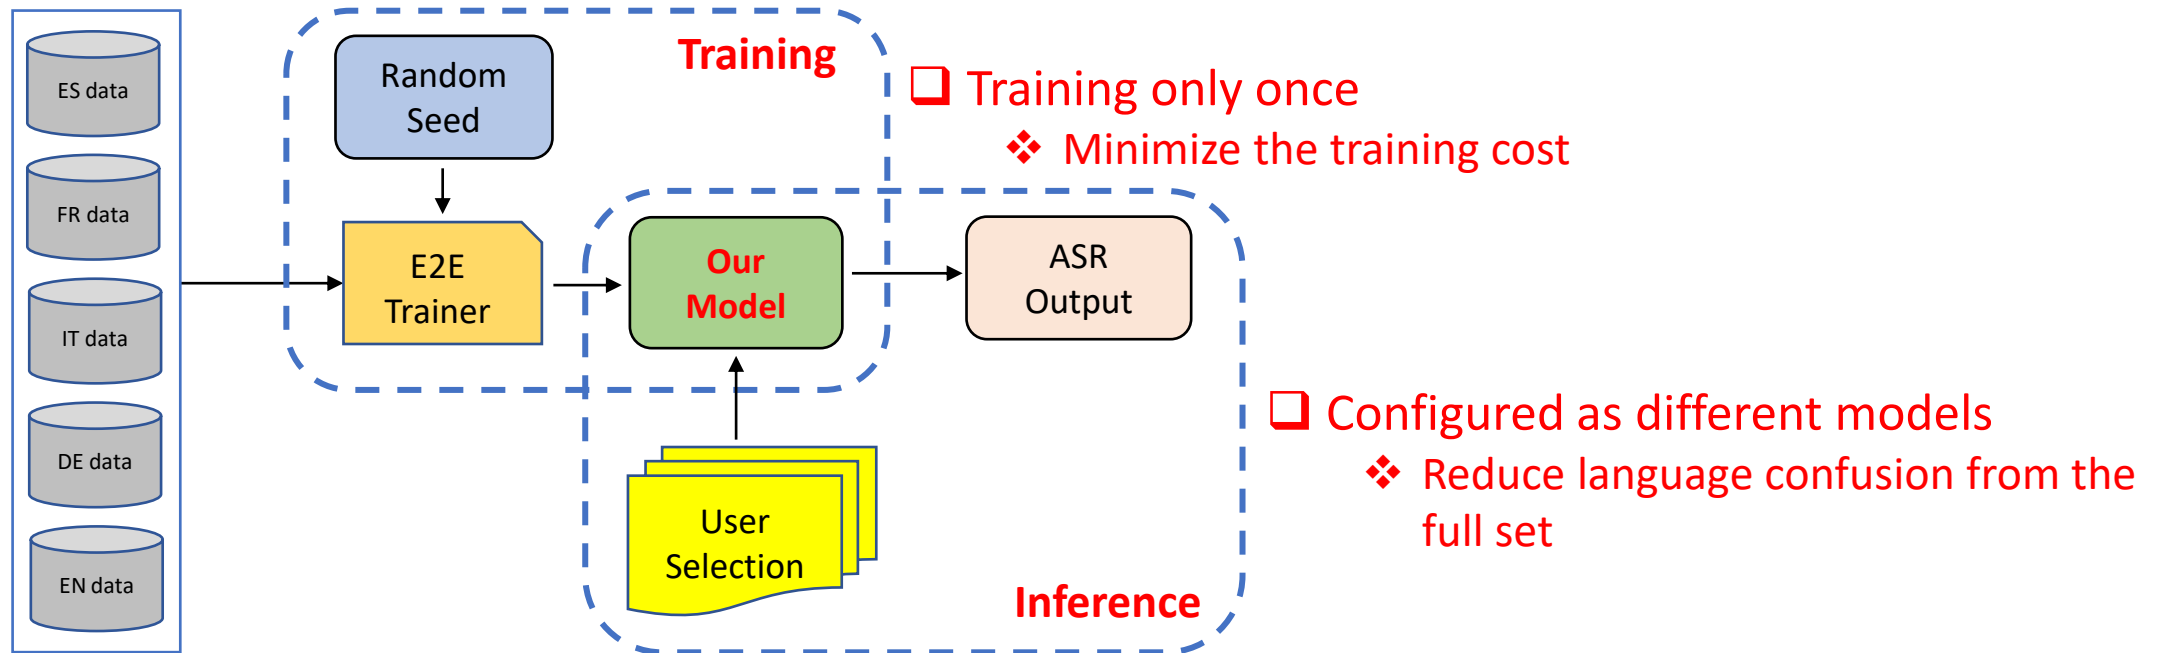 ES data
FR data
IT data
DE data
EN data
Training
Random
Seed
E2E
Trainer
Our
Model
ASR
Output
User
Selection
Inference
Training only once
Minimize the training cost
Configured as different models
Reduce language confusion from the
full set